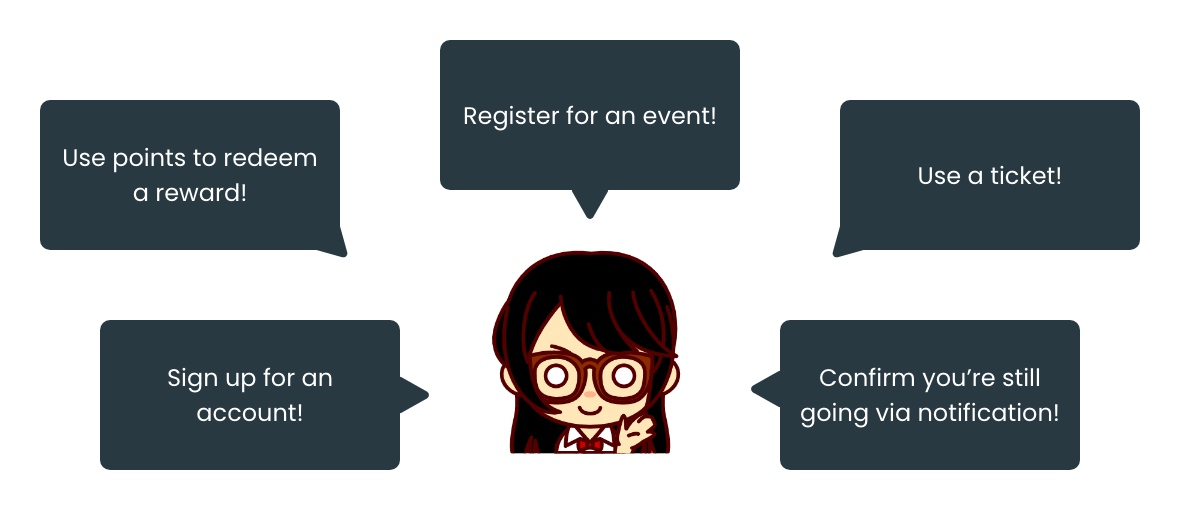 Register for an event!
Use points to redeem
a reward!
Use a ticket!
Sign up for an
account!
Confirm you’re still
going via notification!